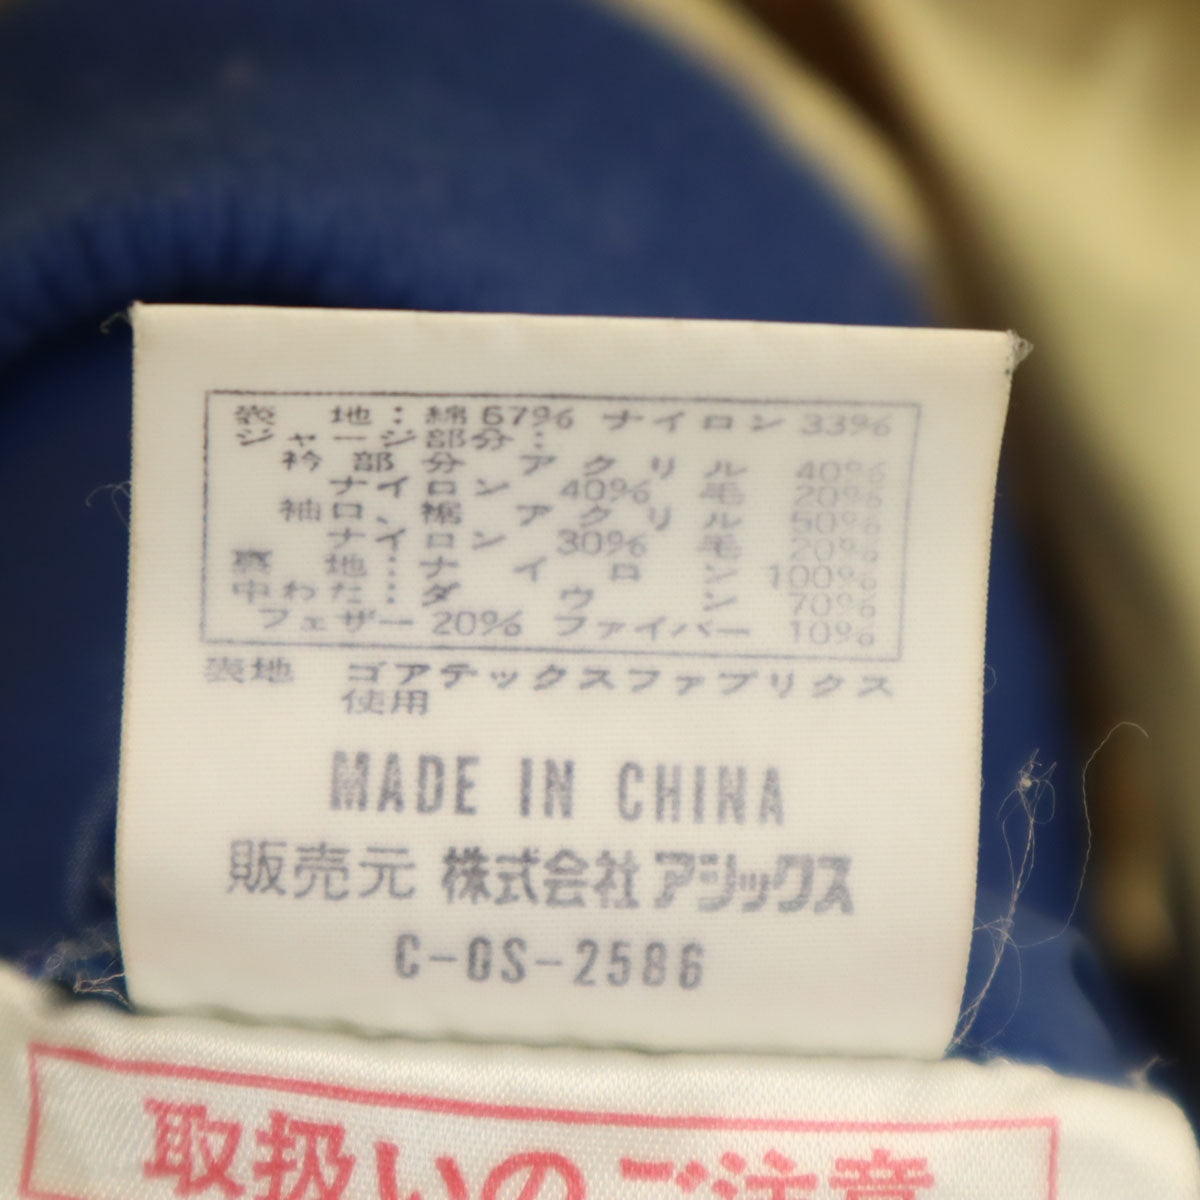 表地：綿67% ナイロン 33%
ジャージ部分：
衿部分 アクリル 40%
ナイロン 40% 毛 20%
袖口、裾 アクリル 50%
ナイロン 30% 毛 20%
裏地：ナイロン 100%
中わた：ダウン 70%
フェザー 20% ファイバー 10%
表地 ゴアテックスファブリクス
使用
MADE IN CHINA
販売元 株式会社アシックス
C-OS-2586
取扱いのご注意